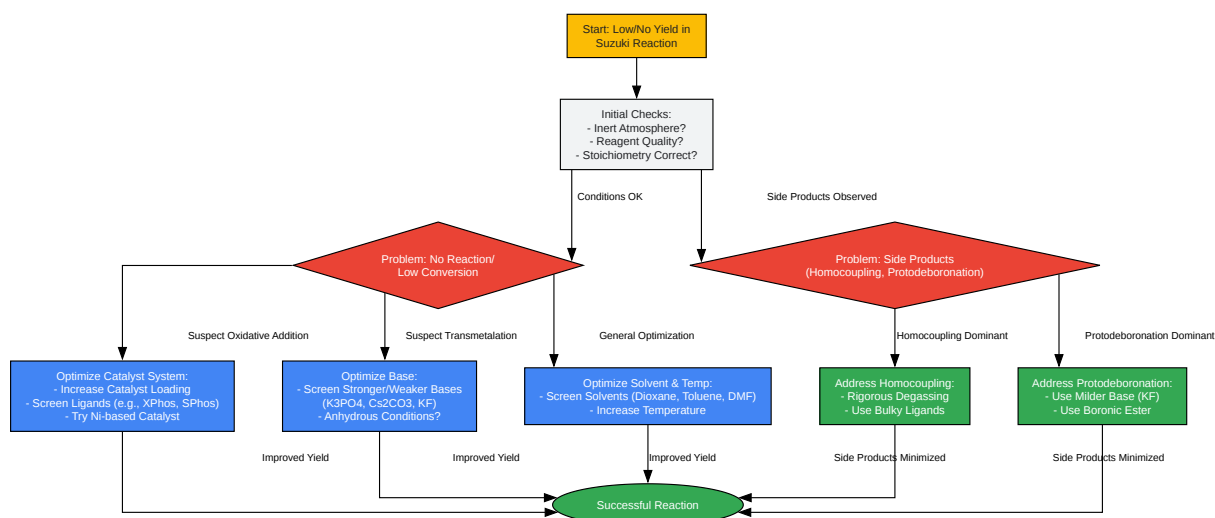 Start: Low/No Yield in
Suzuki Reaction
Initial Checks:
- Inert Atmosphere?
- Reagent Quality?
- Stoichiometry Correct?
Conditions OK
Side Products Observed
Problem: No Reaction/
Low Conversion
Problem: Side Products
(Homocoupling, Protodeboronation)
Suspect Oxidative Addition
Suspect Transmetalation
General Optimization
Homocoupling Dominant
Protodeboronation Dominant
Optimize Catalyst System:
- Increase Catalyst Loading
- Screen Ligands (e.g., XPhos, SPhos)
- Try Ni-based Catalyst
Optimize Base:
- Screen Stronger/Weaker Bases
(K3PO4, Cs2CO3, KF)
- Anhydrous Conditions?
Optimize Solvent & Temp:
- Screen Solvents (Dioxane, Toluene, DMF)
- Increase Temperature
Address Homocoupling:
- Rigorous Degassing
- Use Bulky Ligands
Address Protodeboronation:
- Use Milder Base (KF)
- Use Boronic Ester
Improved Yield
Improved Yield
Improved Yield
Side Products Minimized
Side Products Minimized
Successful Reaction